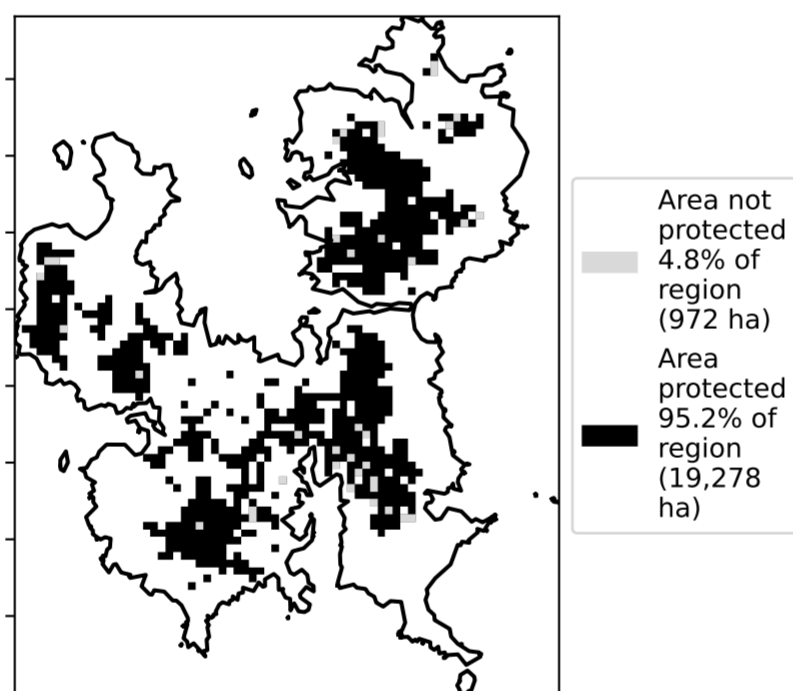 Area not
protected
4.8% of
region
(972 ha)
Area
protected
95.2% of
region
(19,278
ha)